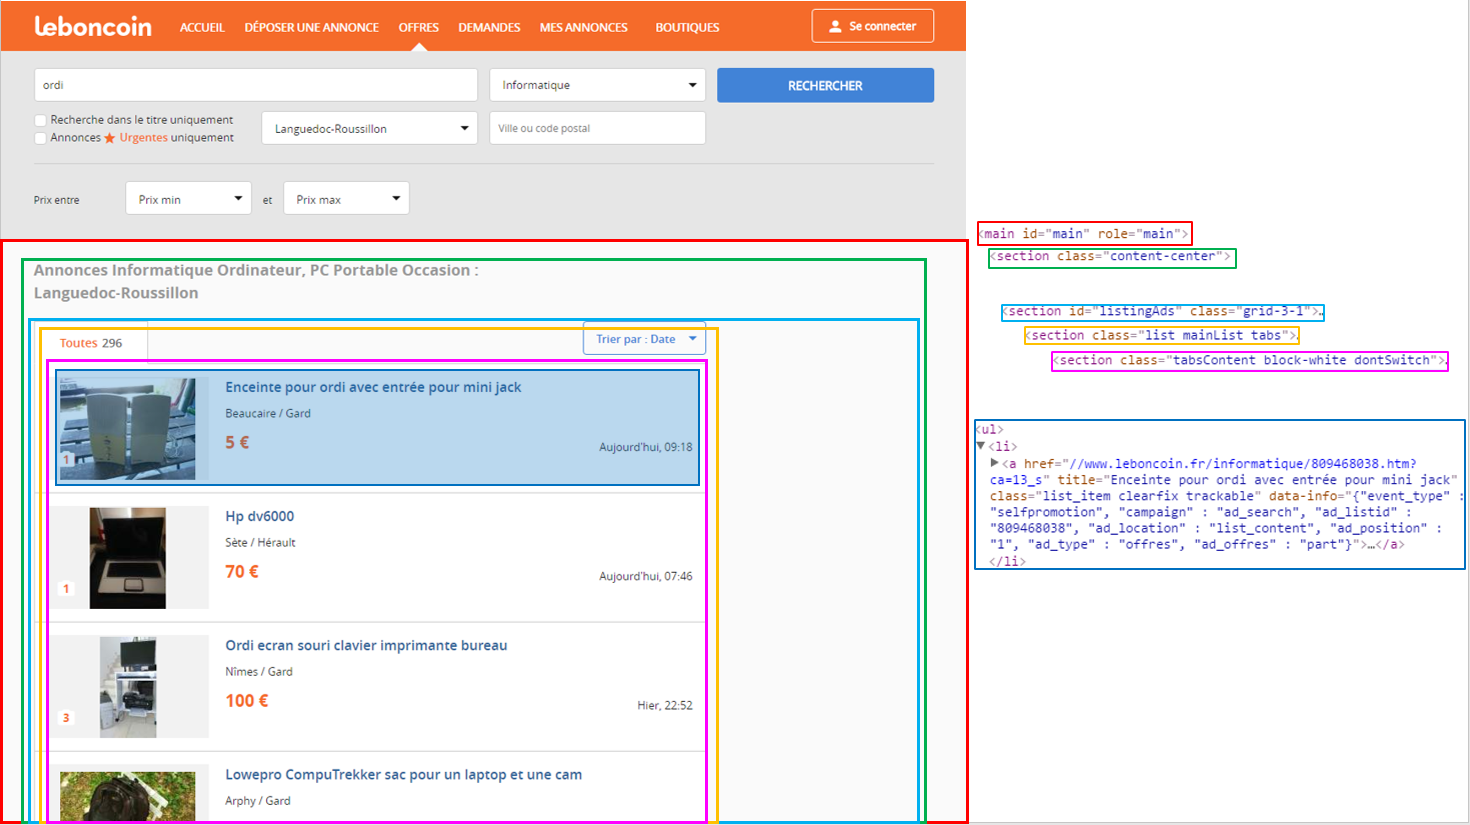 leboncoin ACCUEIL DÉPOSER UNE ANNONCE OFFRES DEMANDES MES ANNONCES BOUTIQUES Se connecter
ordi Informatique RECHERCHER
Recherche dans le titre uniquement
Annonces ★ Urgentes uniquement
Languedoc-Roussillon Ville ou code postal
Prix entre Prix min et Prix max
Annonces Informatique Ordinateur, PC Portable Occasion :
Languedoc-Roussillon
Toutes 296 Trier par : Date
Enceinte pour ordi avec entrée pour mini jack
Beaucaire / Gard
5 €
Aujourd'hui, 09:18
1
Hp dv6000
Sète / Hérault
70 €
Aujourd'hui, 07:46
1
Ordi ecran souri clavier imprimante bureau
Nîmes / Gard
100 €
Hier, 22:52
3
Lowepro CompuTrekker sac pour un laptop et une cam
Arphy / Gard
<main id="main" role="main">
<section class="content-center">
<section id="listingAds" class="grid-3-1">…
<section class="list mainList tabs">
<section class="tabsContent block-white dontSwitch">…
<ul>
▼<li>
▶<a href="//www.leboncoin.fr/informatique/809468038.htm?
ca=13_s" title="Enceinte pour ordi avec entrée pour mini jack"
class="list_item clearfix trackable" data-info="{"event_type" :
"selfpromotion", "campaign" : "ad_search", "ad_listid" :
"809468038", "ad_location" : "list_content", "ad_position" :
"1", "ad_type" : "offres", "ad_offres" : "part"}">…</a>
</li>